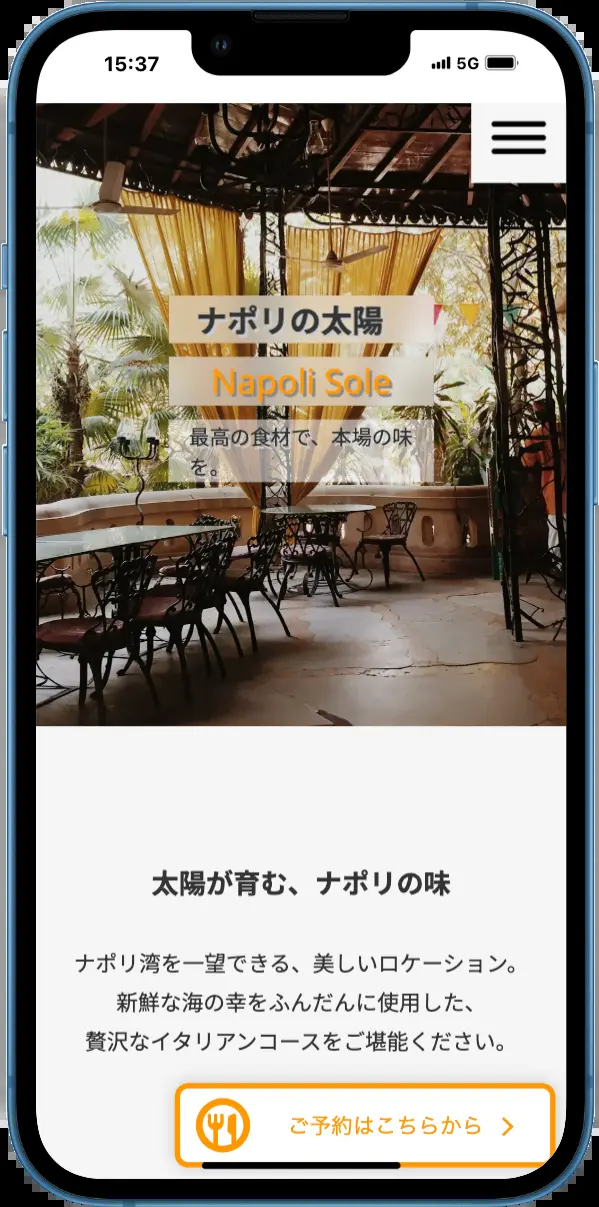 15:37
5G
ナポリの太陽
Napoli Sole
最高の食材で、本場の味
を。
太陽が育む、ナポリの味
ナポリ湾を一望できる、美しいロケーション。
新鮮な海の幸をふんだんに使用した、
贅沢なイタリアンコースをご堪能ください。
ご予約はこちらから